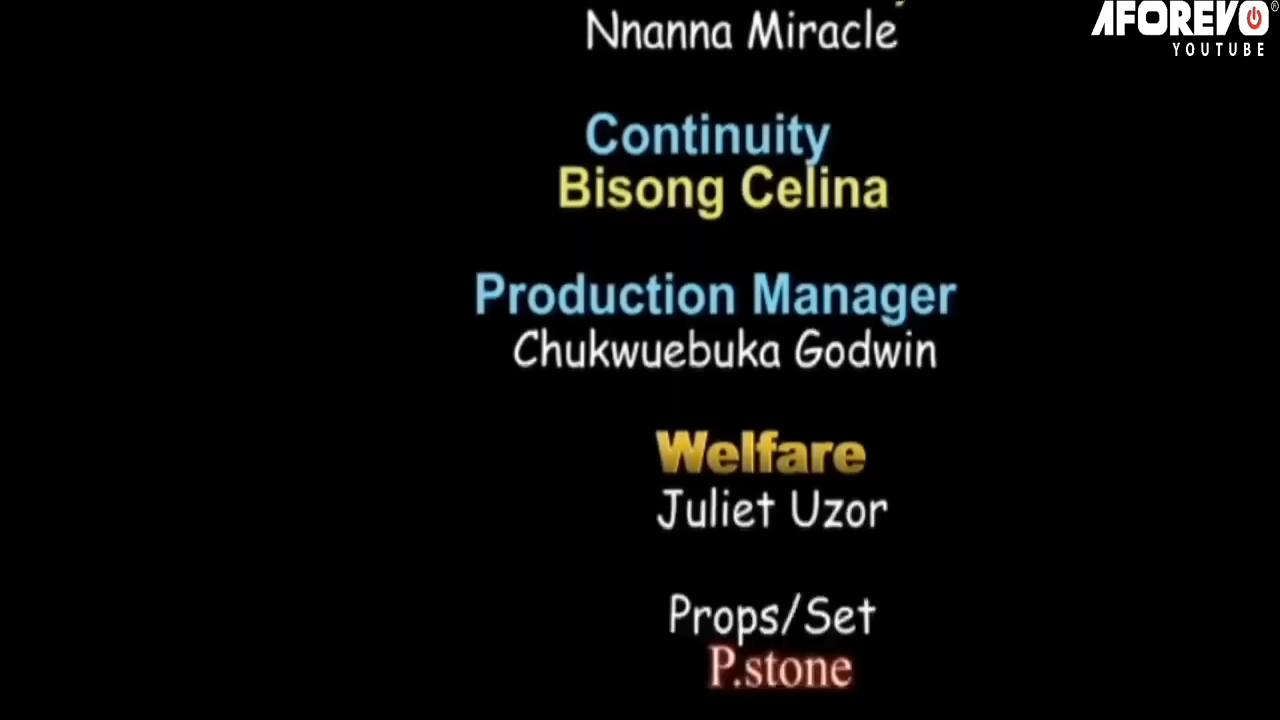 AFOREVO®
YOUTUBE
Nnanna Miracle
Continuity
Bisong Celina
Production Manager
Chukwuebuka Godwin
Welfare
Juliet Uzor
Props/Set
P.stone